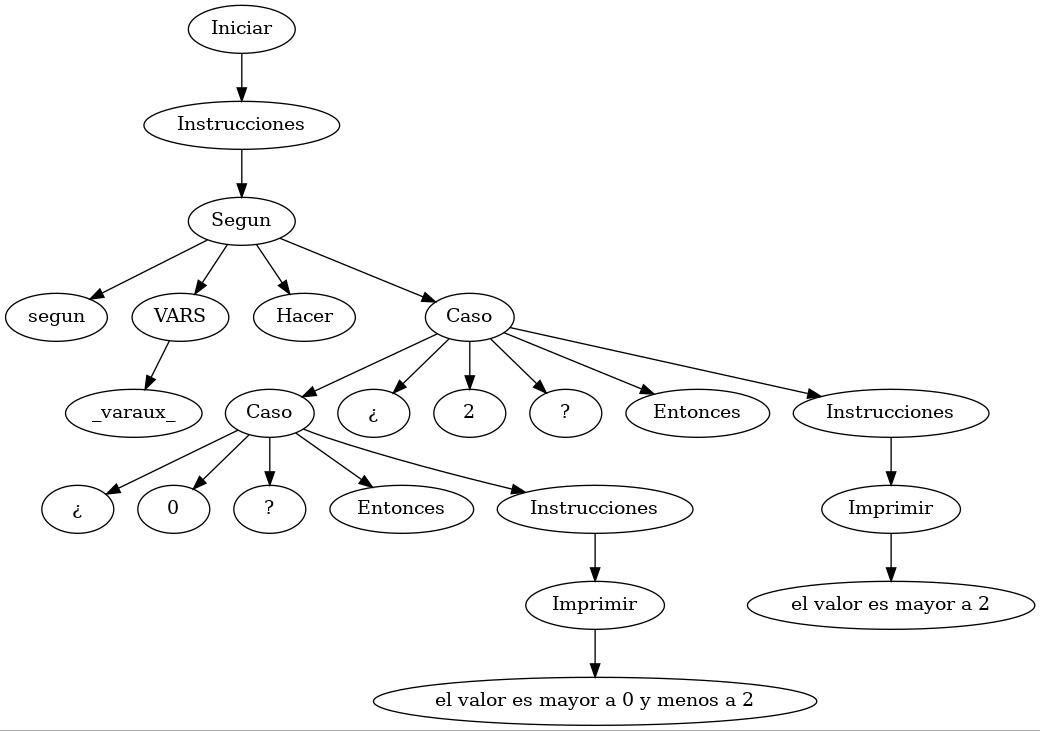 Iniciar
Instrucciones
Segun
segun
VARS
Hacer
Caso
_varaux_
Caso
¿
2
?
Entonces
Instrucciones
¿
0
?
Entonces
Instrucciones
Imprimir
Imprimir
el valor es mayor a 2
el valor es mayor a 0 y menos a 2